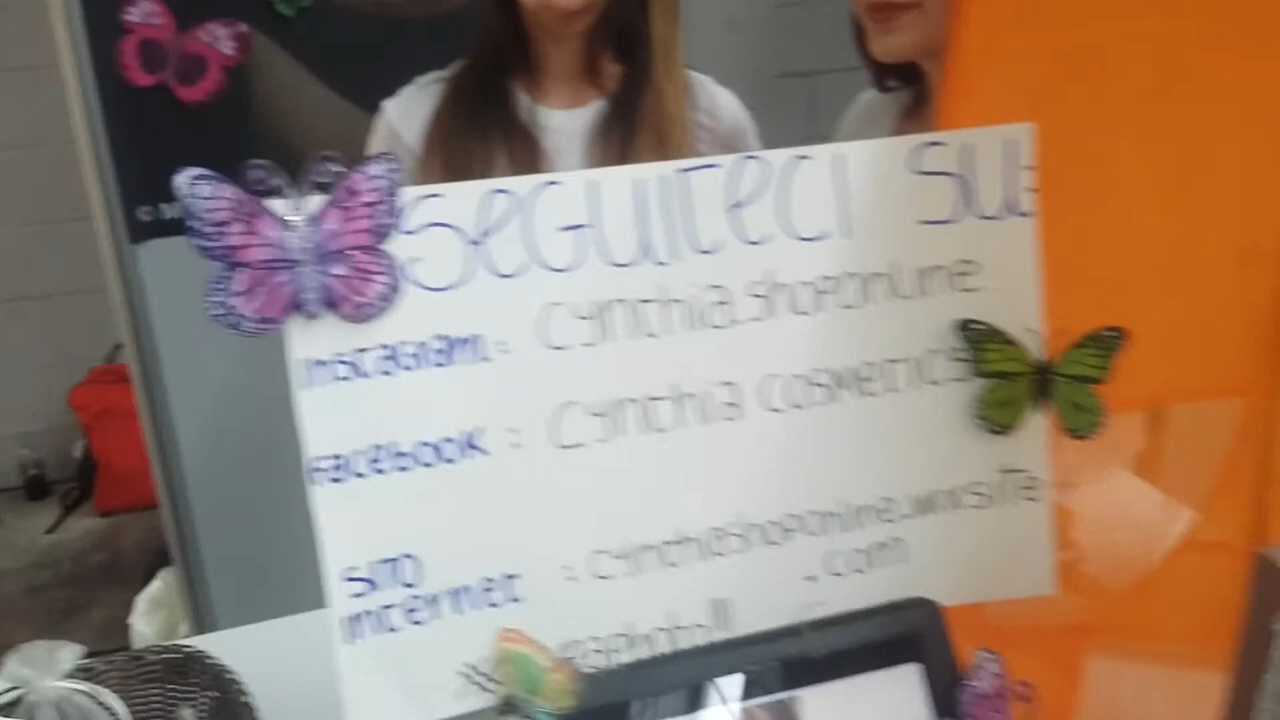 SEGUITECI SU:
INSTAGRAM: CYNTHIA.SHOPONLINE
FACEBOOK : CYNTHIA COSMETICS
SITO : CYNTHIASHOPONLINE.WIXSITE
INTERNET .COM